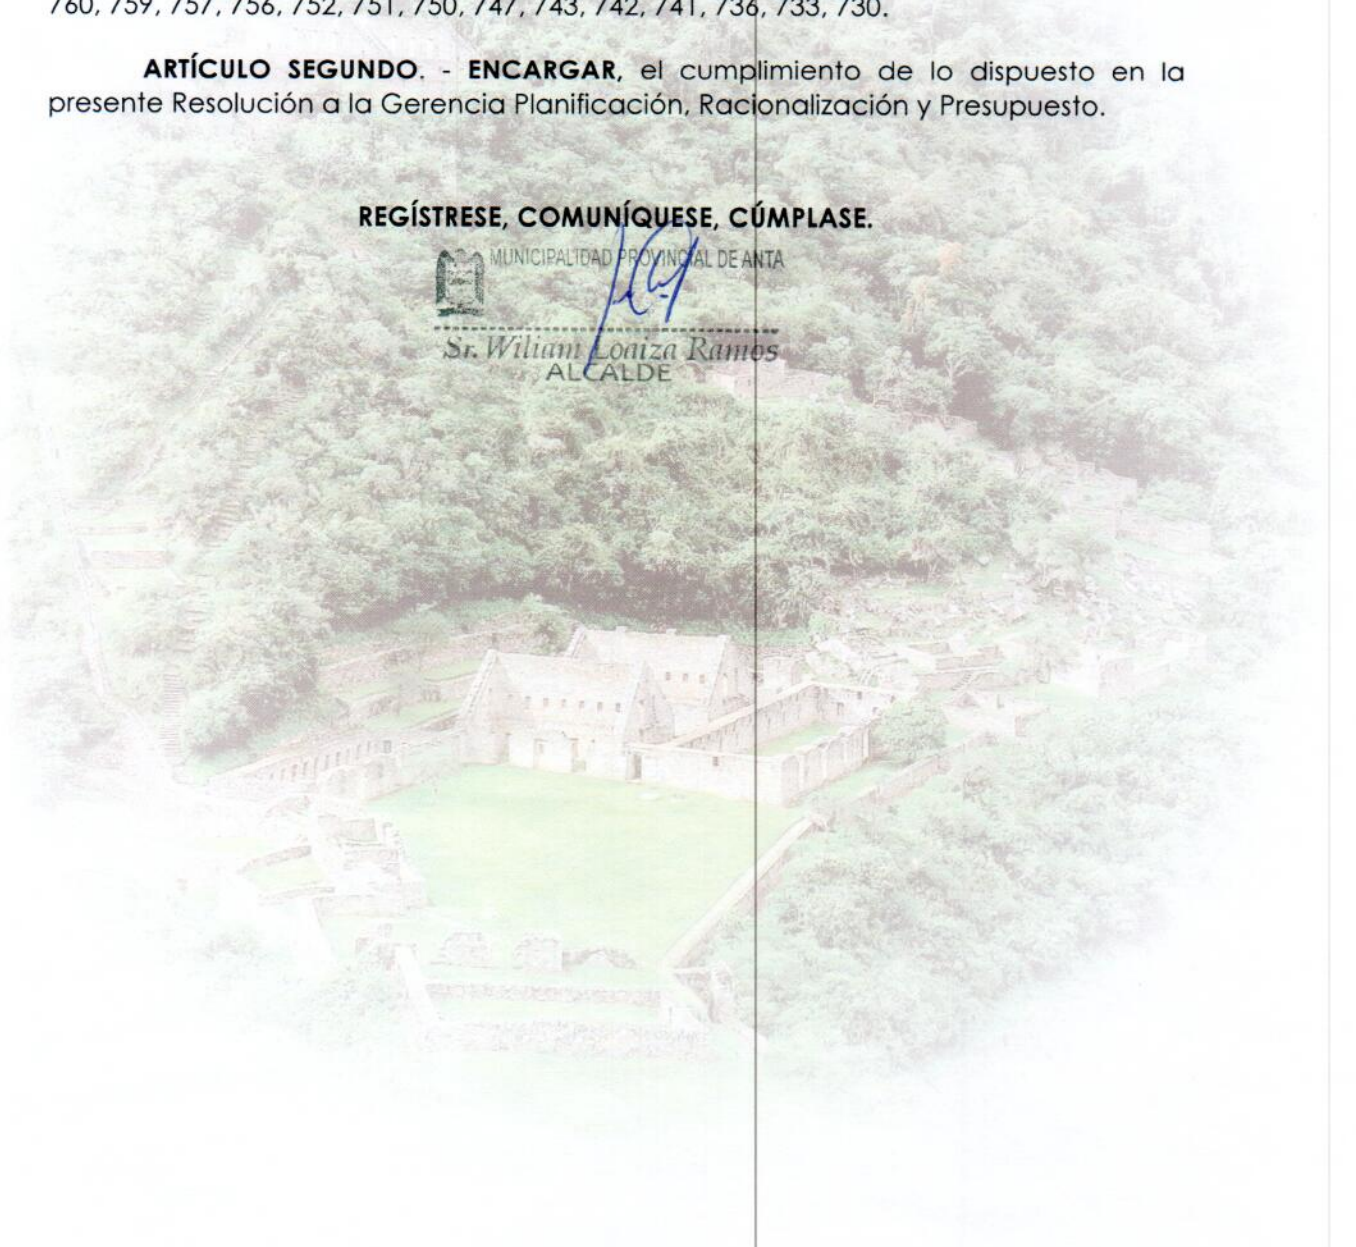 760, 759, 757, 756, 752, 751, 750, 747, 743, 742, 741, 736, 733, 730.
ARTÍCULO SEGUNDO. - ENCARGAR, el cumplimiento de lo dispuesto en la
presente Resolución a la Gerencia Planificación, Racionalización y Presupuesto.
REGÍSTRESE, COMUNÍQUESE, CÚMPLASE.
MUNICIPALIDAD PROVINCIAL DE ANTA
Sr. Wiliam Loaiza Ramos
ALCALDE